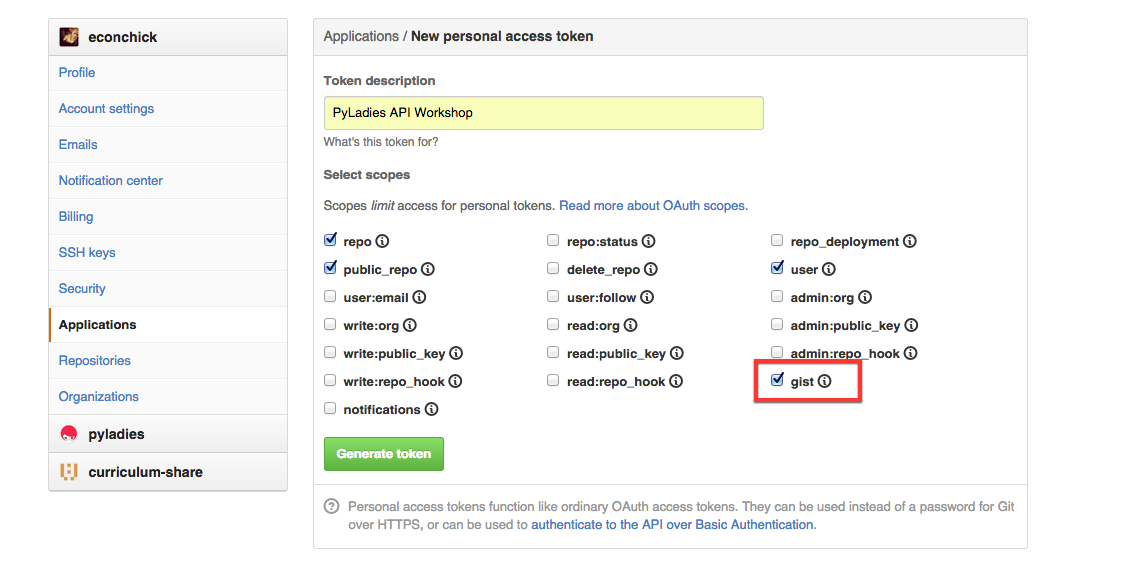 econchick
Profile
Account settings
Emails
Notification center
Billing
SSH keys
Security
Applications
Repositories
Organizations
pyladies
curriculum-share
Applications / New personal access token
Token description
PyLadies API Workshop
What's this token for?
Select scopes
Scopes limit access for personal tokens. Read more about OAuth scopes.
repo repo:status repo_deployment
public_repo delete_repo user
user:email user:follow admin:org
write:org read:org admin:public_key
write:public_key read:public_key admin:repo_hook
write:repo_hook read:repo_hook gist
notifications
Generate token
Personal access tokens function like ordinary OAuth access tokens. They can be used instead of a password for Git
over HTTPS, or can be used to authenticate to the API over Basic Authentication.